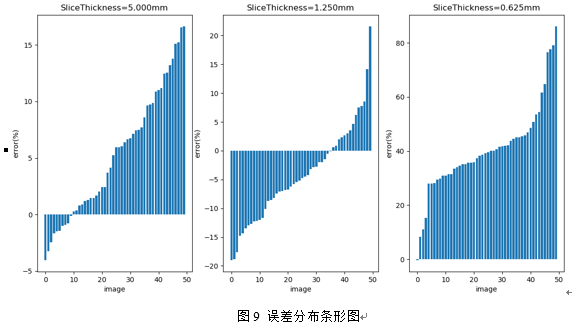 SliceThickness=5.000mm SliceThickness=1.250mm SliceThickness=0.625mm
error(%)
15
10
5
0
−5
0 10 20 30 40 50
image
error(%)
20
15
10
5
0
−5
−10
−15
−20
0 10 20 30 40 50
image
error(%)
80
60
40
20
0
0 10 20 30 40 50
image
图 9 误差分布条形图